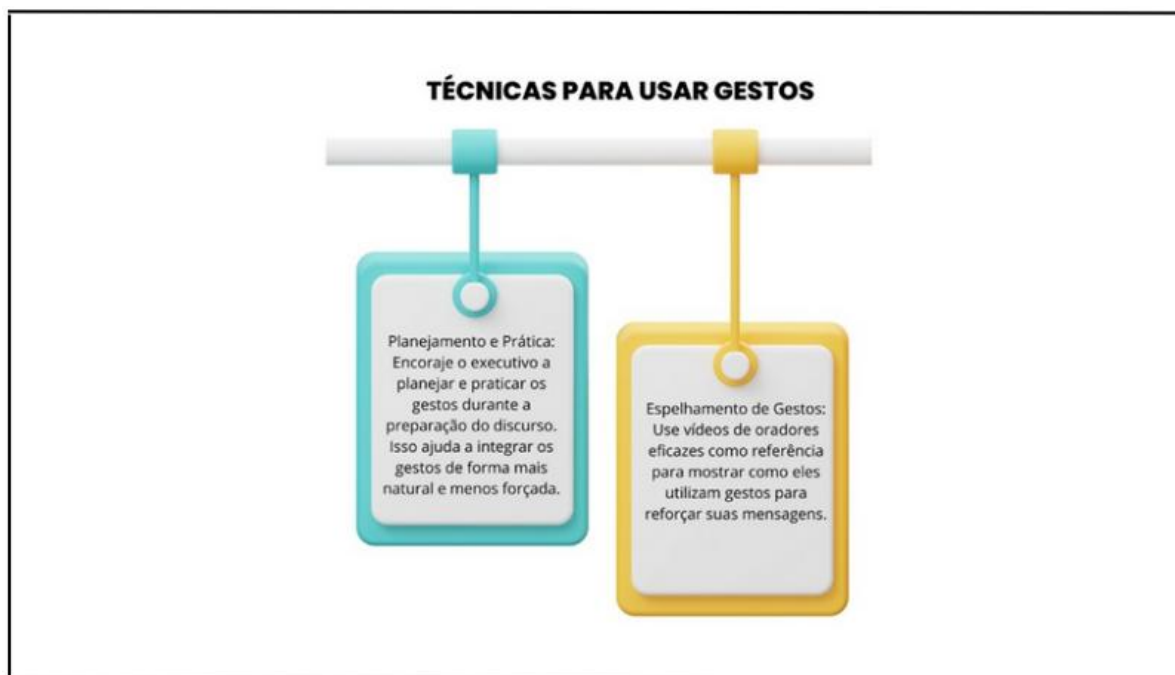 TÉCNICAS PARA USAR GESTOS
Planejamento e Prática:
Encoraje o executivo a
planejar e praticar os
gestos durante a
preparação do discurso.
Isso ajuda a integrar os
gestos de forma mais
natural e menos forçada.
Espelhamento de Gestos:
Use vídeos de oradores
eficazes como referência
para mostrar como eles
utilizam gestos para
reforçar suas mensagens.